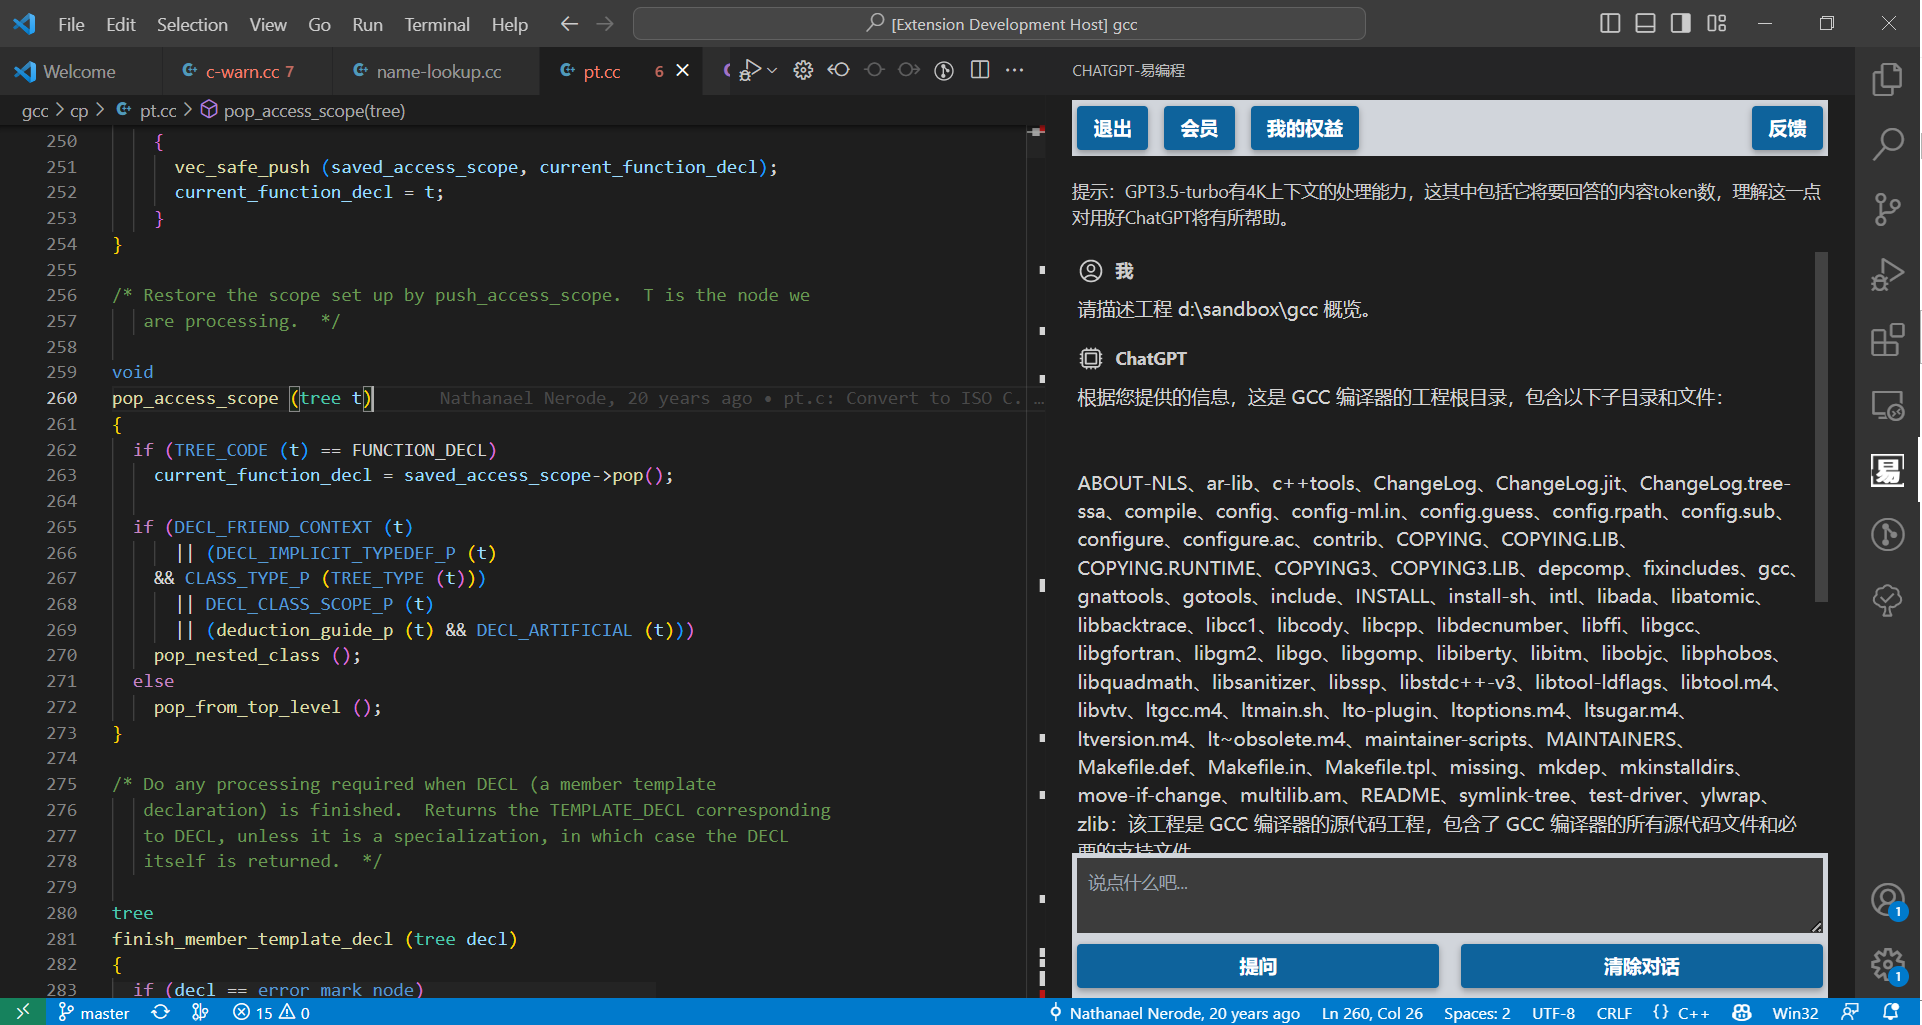 File Edit Selection View Go Run Terminal Help
[Extension Development Host] gcc
Welcome
c-warn.cc 7
name-lookup.cc
pt.cc 6
CHATGPT-易编程
gcc > cp > pt.cc > pop_access_scope(tree)
250 {
251 vec_safe_push (saved_access_scope, current_function_decl);
252 current_function_decl = t;
253 }
254 }
255
256 /* Restore the scope set up by push_access_scope.  T is the node we
257 are processing.  */
258
259 void
260 pop_access_scope (tree t) Nathanael Nerode, 20 years ago • pt.c: Convert to ISO C. …
261 {
262 if (TREE_CODE (t) == FUNCTION_DECL)
263 current_function_decl = saved_access_scope->pop();
264
265 if (DECL_FRIEND_CONTEXT (t)
266 || (DECL_IMPLICIT_TYPEDEF_P (t)
267 && CLASS_TYPE_P (TREE_TYPE (t)))
268 || DECL_CLASS_SCOPE_P (t)
269 || (deduction_guide_p (t) && DECL_ARTIFICIAL (t)))
270 pop_nested_class ();
271 else
272 pop_from_top_level ();
273 }
274
275 /* Do any processing required when DECL (a member template
276 declaration) is finished.  Returns the TEMPLATE_DECL corresponding
277 to DECL, unless it is a specialization, in which case the DECL
278 itself is returned.  */
279
280 tree
281 finish_member_template_decl (tree decl)
282 {
283 if (decl == error_mark_node)
退出 会员 我的权益 反馈
提示：GPT3.5-turbo有4K上下文的处理能力，这其中包括它将要回答的内容token数，理解这一点
对用好ChatGPT将有所帮助。
我
请描述工程 d:\sandbox\gcc 概览。
ChatGPT
根据您提供的信息，这是 GCC 编译器的工程根目录，包含以下子目录和文件：
ABOUT-NLS、ar-lib、c++tools、ChangeLog、ChangeLog.jit、ChangeLog.tree-
ssa、compile、config、config-ml.in、config.guess、config.rpath、config.sub、
configure、configure.ac、contrib、COPYING、COPYING.LIB、
COPYING.RUNTIME、COPYING3、COPYING3.LIB、depcomp、fixincludes、gcc、
gnattools、gotools、include、INSTALL、install-sh、intl、libada、libatomic、
libbacktrace、libcc1、libcody、libcpp、libdecnumber、libffi、libgcc、
libgfortran、libgm2、libgo、libgomp、libiberty、libitm、libobjc、libphobos、
libquadmath、libsanitizer、libssp、libstdc++-v3、libtool-ldflags、libtool.m4、
libvtv、ltgcc.m4、ltmain.sh、lto-plugin、ltoptions.m4、ltsugar.m4、
ltversion.m4、lt~obsolete.m4、maintainer-scripts、MAINTAINERS、
Makefile.def、Makefile.in、Makefile.tpl、missing、mkdep、mkinstalldirs、
move-if-change、multilib.am、README、symlink-tree、test-driver、ylwrap、
zlib：该工程是 GCC 编译器的源代码工程，包含了 GCC 编译器的所有源代码文件和必
要的支持文件
说点什么吧...
提问 清除对话
易
1
1
master
15 0
Nathanael Nerode, 20 years ago
Ln 260, Col 26
Spaces: 2
UTF-8
CRLF
{} C++
Win32